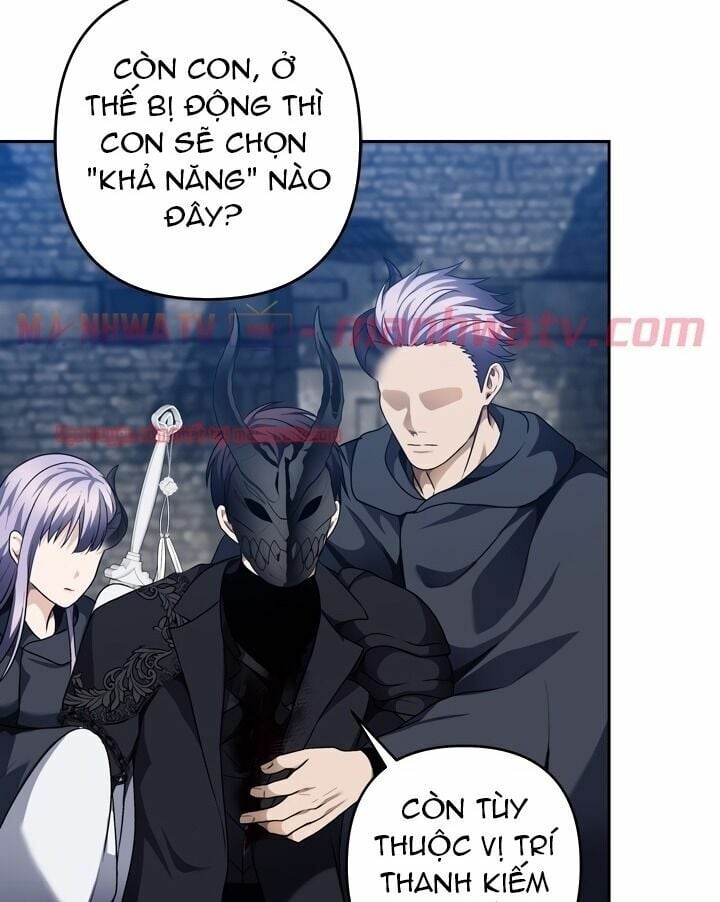 CÒN CON, Ở
THẾ BỊ ĐỘNG THÌ
CON SẼ CHỌN
"KHẢ NĂNG" NÀO
ĐÂY?
MANHWATV
manhwatv.com
CÒN TÙY
THUỘC VỊ TRÍ
THANH KIẾM